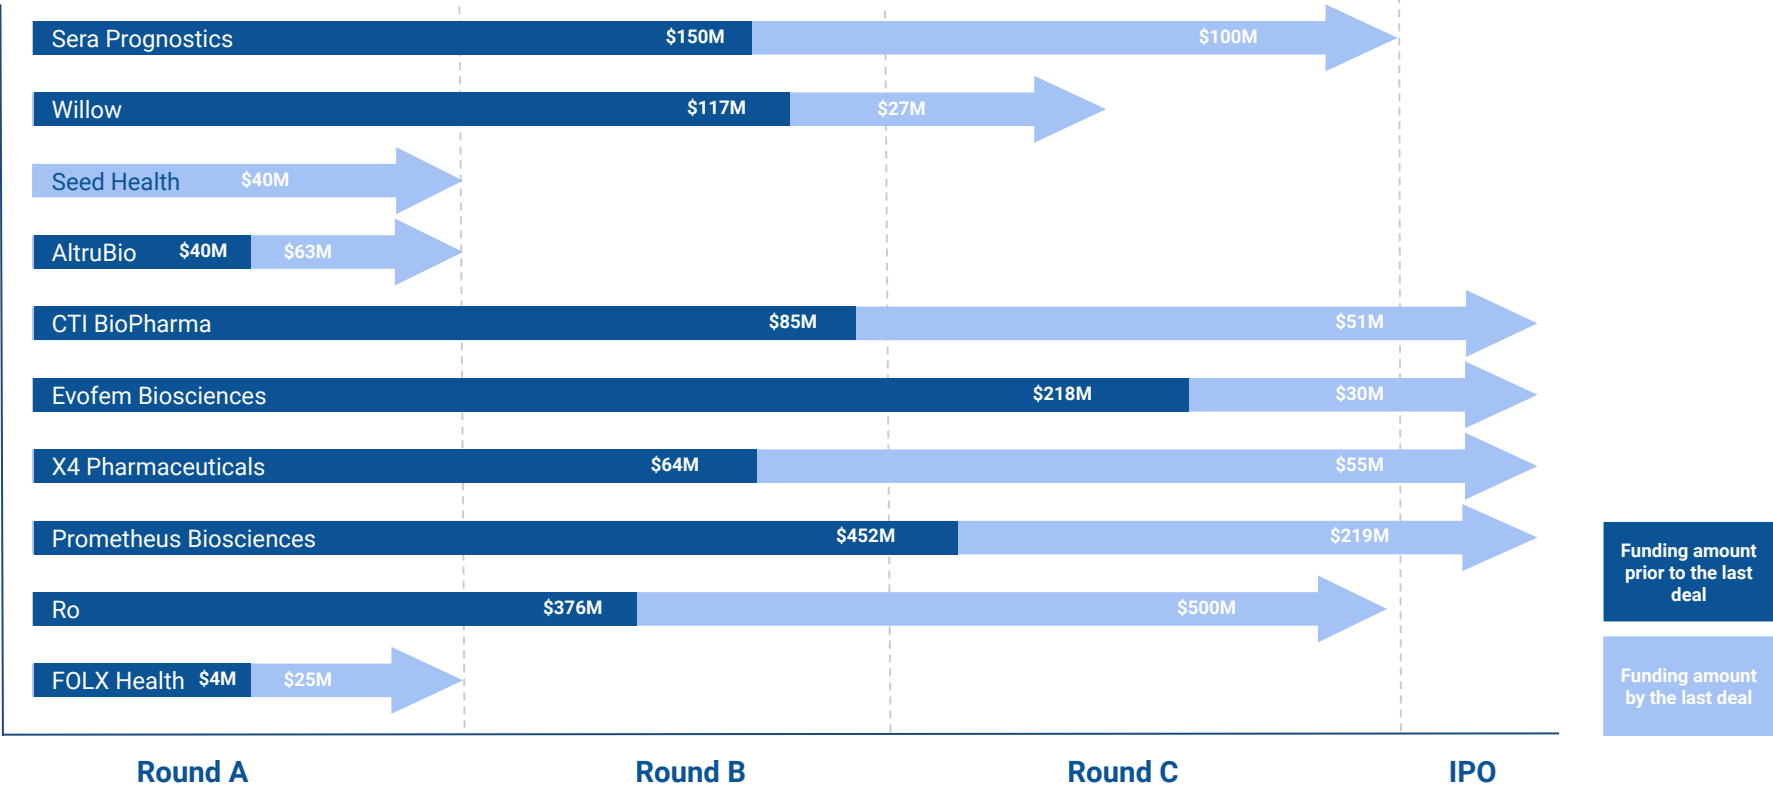 Sera Prognostics $150M $100M
Willow $117M $27M
Seed Health $40M
AltruBio $40M $63M
CTI BioPharma $85M $51M
Evofem Biosciences $218M $30M
X4 Pharmaceuticals $64M $55M
Prometheus Biosciences $452M $219M
Ro $376M $500M
FOLX Health $4M $25M
Round A Round B Round C IPO
Funding amount
prior to the last
deal
Funding amount
by the last deal